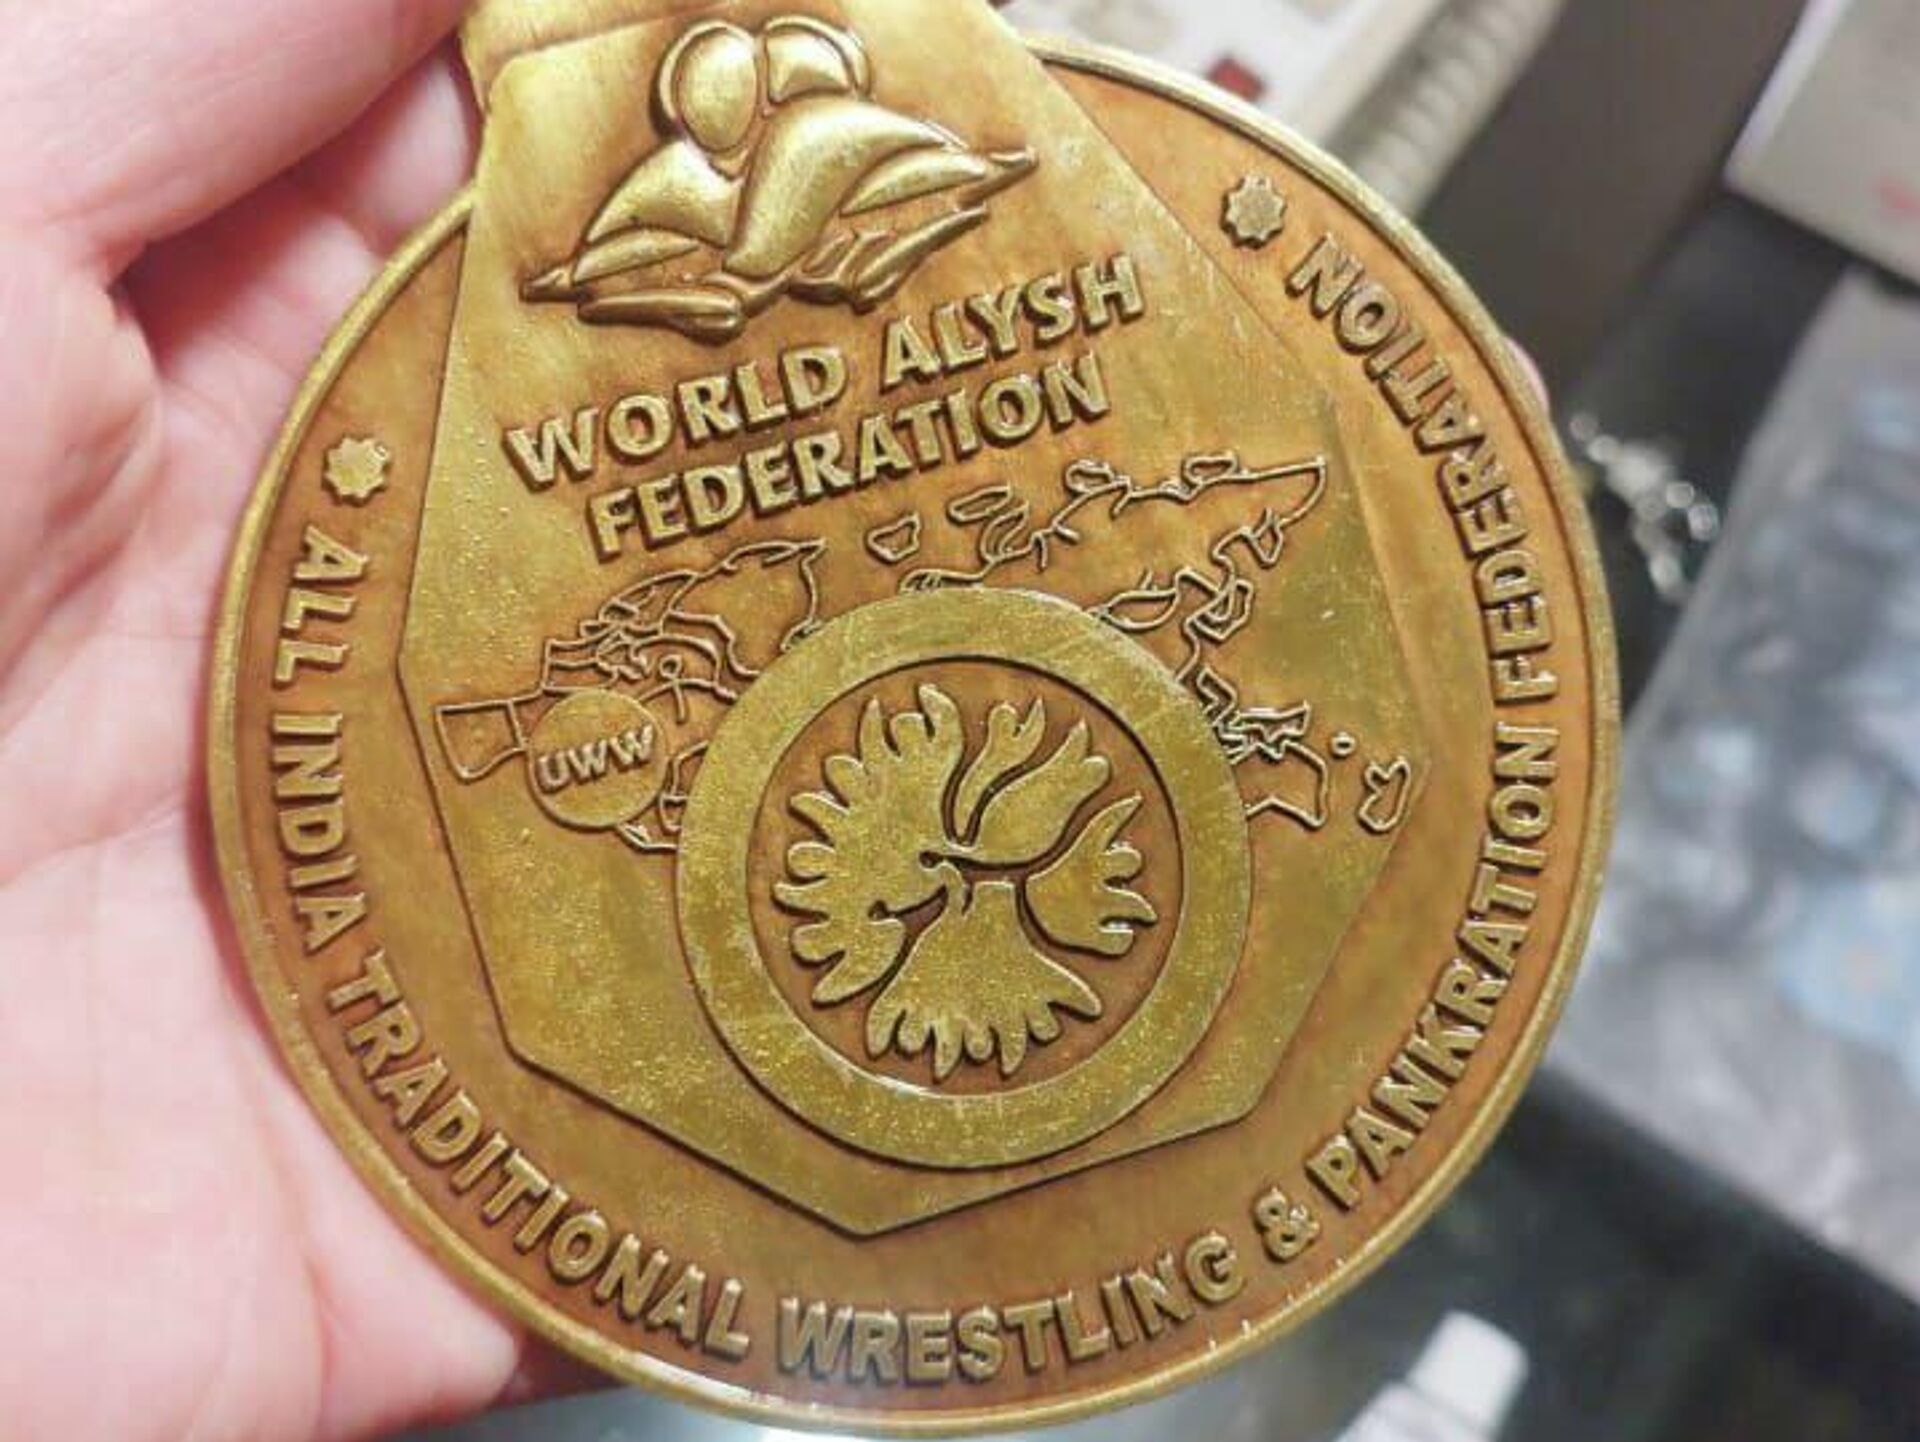 WORLD ALYSH
FEDERATION
UWW
ALL INDIA TRADITIONAL WRESTLING & PANKRATION FEDERATION